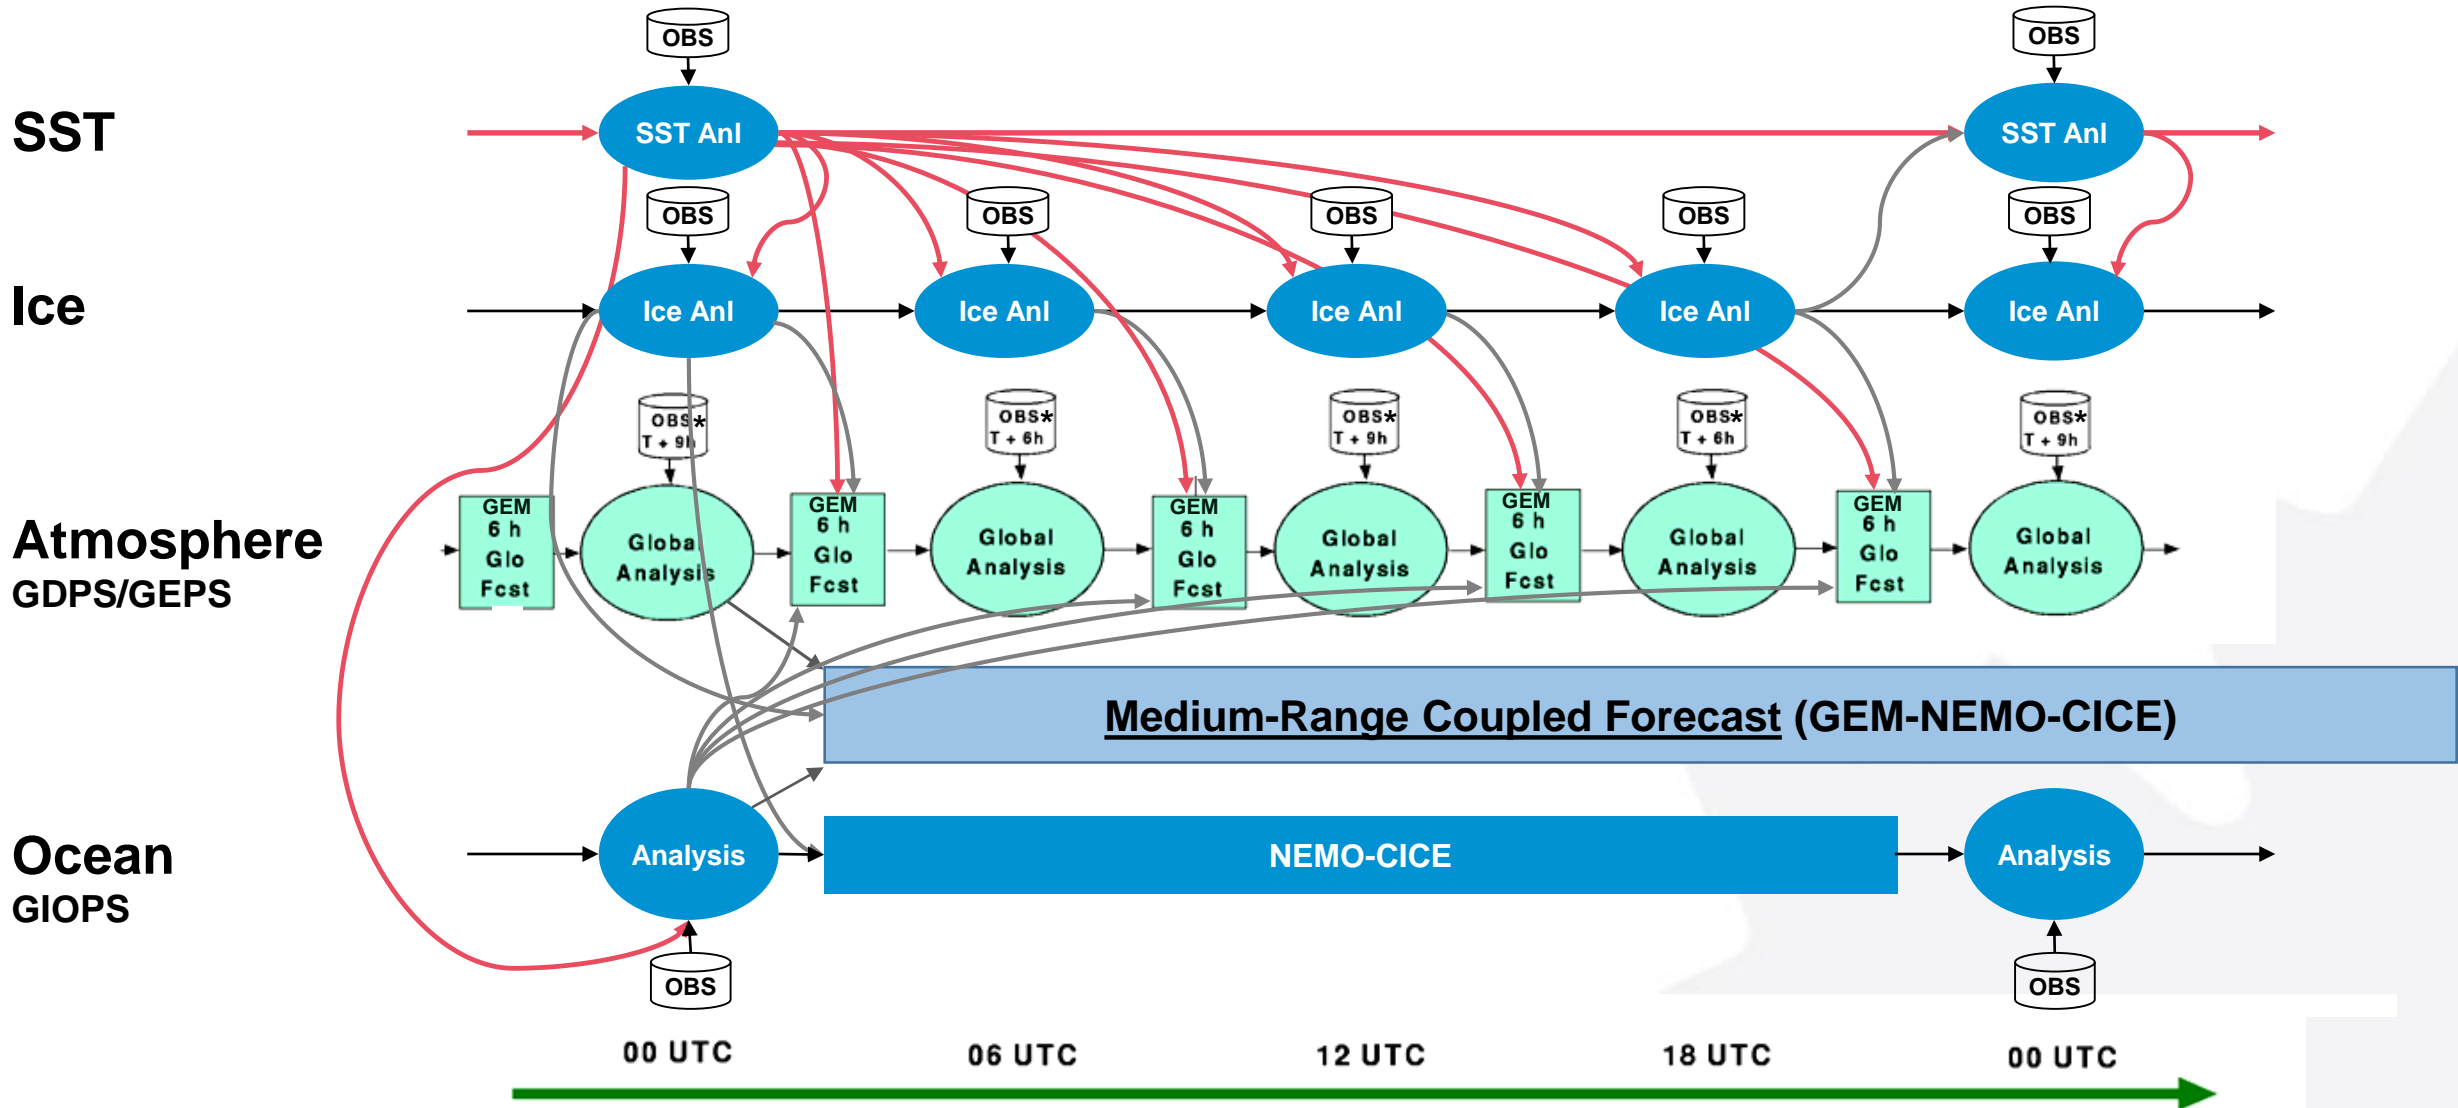 OBS
OBS
SST
SST Anl
SST Anl
OBS
OBS
OBS
OBS
OBS
Ice
Ice Anl
Ice Anl
Ice Anl
Ice Anl
Ice Anl
OBS*
T + 9h
OBS*
T + 6h
OBS*
T + 9h
OBS*
T + 6h
OBS*
T + 9h
Atmosphere
GDPS/GEPS
GEM
6 h
Glo
Fcst
Global
Analysis
GEM
6 h
Glo
Fcst
Global
Analysis
GEM
6 h
Glo
Fcst
Global
Analysis
GEM
6 h
Glo
Fcst
Global
Analysis
GEM
6 h
Glo
Fcst
Global
Analysis
Medium-Range Coupled Forecast (GEM-NEMO-CICE)
Ocean
GIOPS
Analysis
NEMO-CICE
Analysis
OBS
OBS
00 UTC
06 UTC
12 UTC
18 UTC
00 UTC